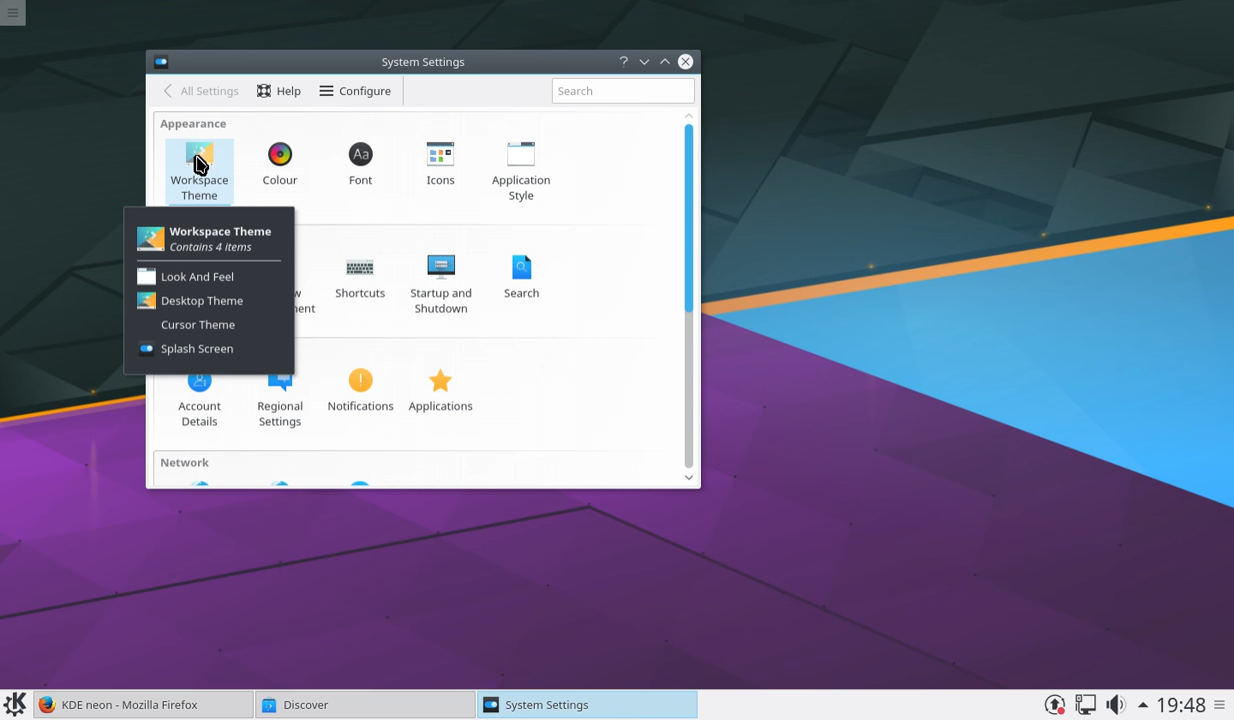 System Settings
?
All Settings
Help
Configure
Search
Appearance
Workspace
Theme
Colour
Aa
Font
Icons
Application
Style
Workspace Theme
Contains 4 items
Look And Feel
Desktop Theme
Cursor Theme
Splash Screen
Shortcuts
Startup and
Shutdown
Search
Account
Details
Regional
Settings
!
Notifications
Applications
Network
KDE neon - Mozilla Firefox
Discover
System Settings
19:48